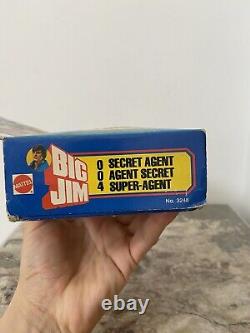 BIG
JIM
MATTEL
0 SECRET AGENT
0 AGENT SECRET
4 SUPER-AGENT
No. 3248